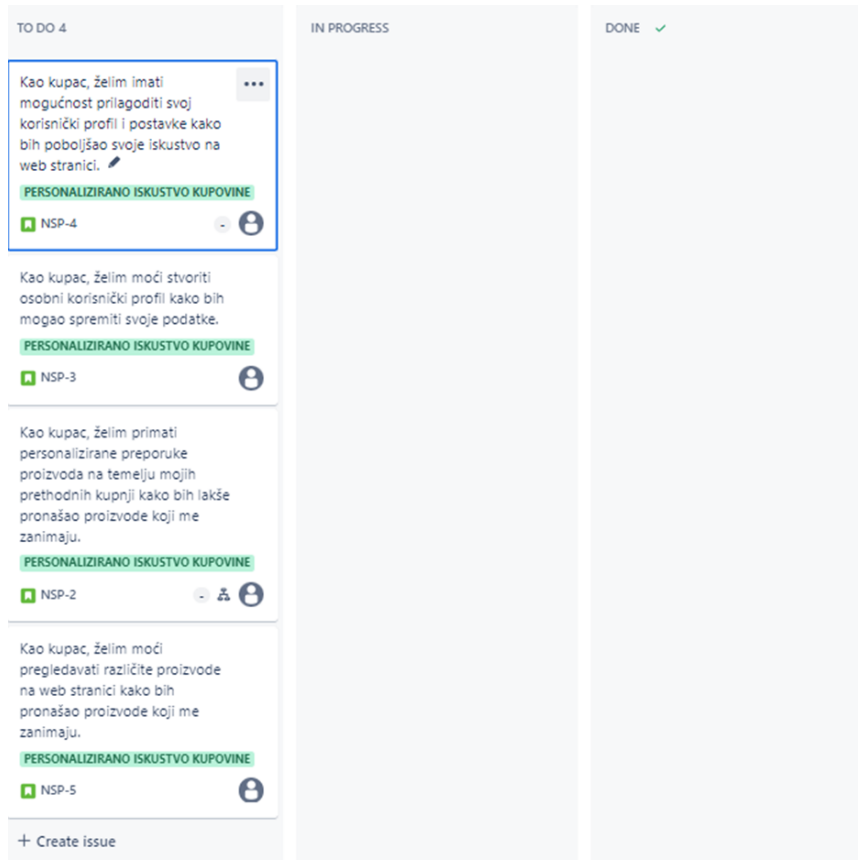 TO DO 4
IN PROGRESS
DONE
Kao kupac, želim imati
mogućnost prilagoditi svoj
korisnički profil i postavke kako
bih poboljšao svoje iskustvo na
web stranici.
PERSONALIZIRANO ISKUSTVO KUPOVINE
NSP-4
-
Kao kupac, želim moći stvoriti
osobni korisnički profil kako bih
mogao spremiti svoje podatke.
PERSONALIZIRANO ISKUSTVO KUPOVINE
NSP-3
Kao kupac, želim primati
personalizirane preporuke
proizvoda na temelju mojih
prethodnih kupnji kako bih lakše
pronašao proizvode koji me
zanimaju.
PERSONALIZIRANO ISKUSTVO KUPOVINE
NSP-2
-
Kao kupac, želim moći
pregledavati različite proizvode
na web stranici kako bih
pronašao proizvode koji me
zanimaju.
PERSONALIZIRANO ISKUSTVO KUPOVINE
NSP-5
+ Create issue